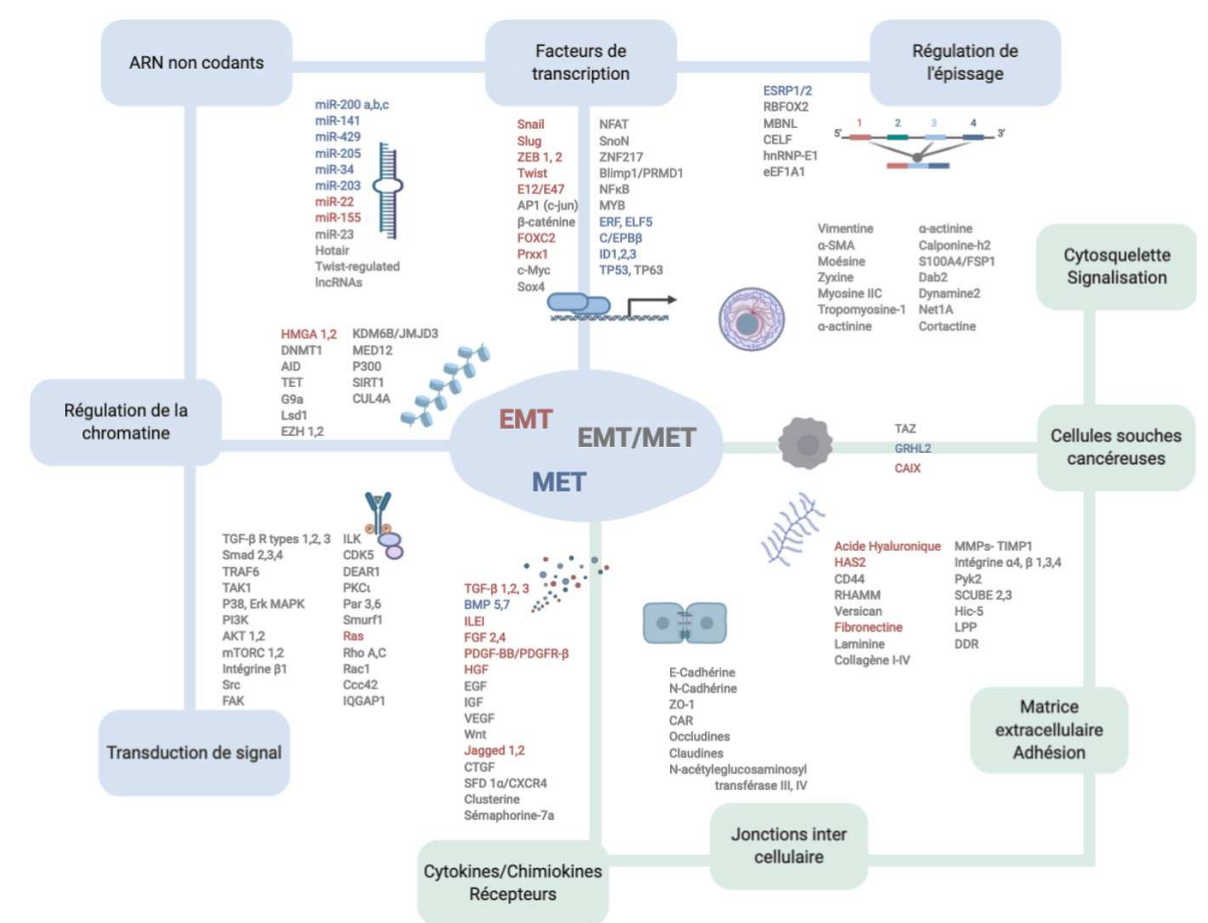 ARN non codants
Facteurs de
transcription
Régulation de
l'épissage
miR-200 a,b,c
miR-141
miR-429
miR-205
miR-34
miR-203
miR-22
miR-155
miR-23
Hotair
Twist-regulated
lncRNAs
Snail
Slug
ZEB 1, 2
Twist
E12/E47
AP1 (c-jun)
β-caténine
FOXC2
Prxx1
c-Myc
Sox4
NFAT
SnoN
ZNF217
Blimp1/PRMD1
NFκB
MYB
ERF, ELF5
C/EPBβ
ID1,2,3
TP53, TP63
ESRP1/2
RBFOX2
MBNL
CELF
hnRNP-E1
eEF1A1
1 2 3 4
5' 3'
Vimentine
α-SMA
Moésine
Zyxine
Myosine IIC
Tropomyosine-1
α-actinine
α-actinine
Calponine-h2
S100A4/FSP1
Dab2
Dynamine2
Net1A
Cortactine
Cytosquelette
Signalisation
HMGA 1,2
DNMT1
AID
TET
G9a
Lsd1
EZH 1,2
KDM6B/JMJD3
MED12
P300
SIRT1
CUL4A
Régulation de la
chromatine
EMT
EMT/MET
MET
TAZ
GRHL2
CAIX
Cellules souches
cancéreuses
TGF-β R types 1,2, 3
Smad 2,3,4
TRAF6
TAK1
P38, Erk MAPK
PI3K
AKT 1,2
mTORC 1,2
Intégrine β1
Src
FAK
ILK
CDK5
DEAR1
PKCι
Par 3,6
Smurf1
Ras
Rho A,C
Rac1
Ccc42
IQGAP1
TGF-β 1,2, 3
BMP 5,7
ILEI
FGF 2,4
PDGF-BB/PDGFR-β
HGF
EGF
IGF
VEGF
Wnt
Jagged 1,2
CTGF
SFD 1α/CXCR4
Clusterine
Sémaphorine-7a
E-Cadhérine
N-Cadhérine
ZO-1
CAR
Occludines
Claudines
N-acétyleglucosaminosyl
transférase III, IV
Acide Hyaluronique
HAS2
CD44
RHAMM
Versican
Fibronectine
Laminine
Collagène I-IV
MMPs- TIMP1
Intégrine α4, β 1,3,4
Pyk2
SCUBE 2,3
Hic-5
LPP
DDR
Matrice
extracellulaire
Adhésion
Transduction de signal
Jonctions inter
cellulaire
Cytokines/Chimiokines
Récepteurs